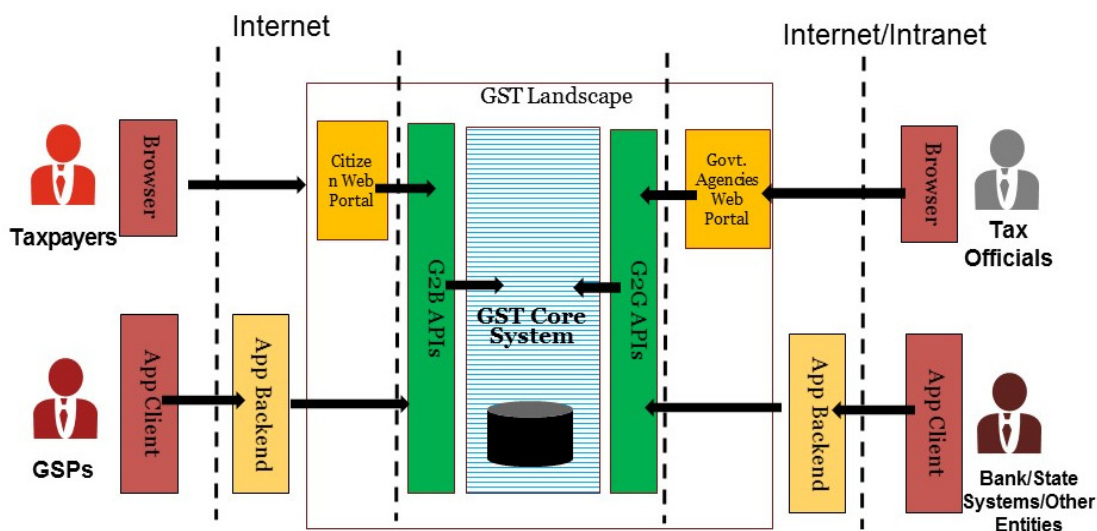 Internet
Internet/Intranet
GST Landscape
Taxpayers
Browser
Citize
n Web
Portal
G2B APIs
GST Core
System
G2G APIs
Govt.
Agencies
Web
Portal
Browser
Tax
Officials
GSPs
App Client
App Backend
App Backend
App Client
Bank/State
Systems/Other
Entities